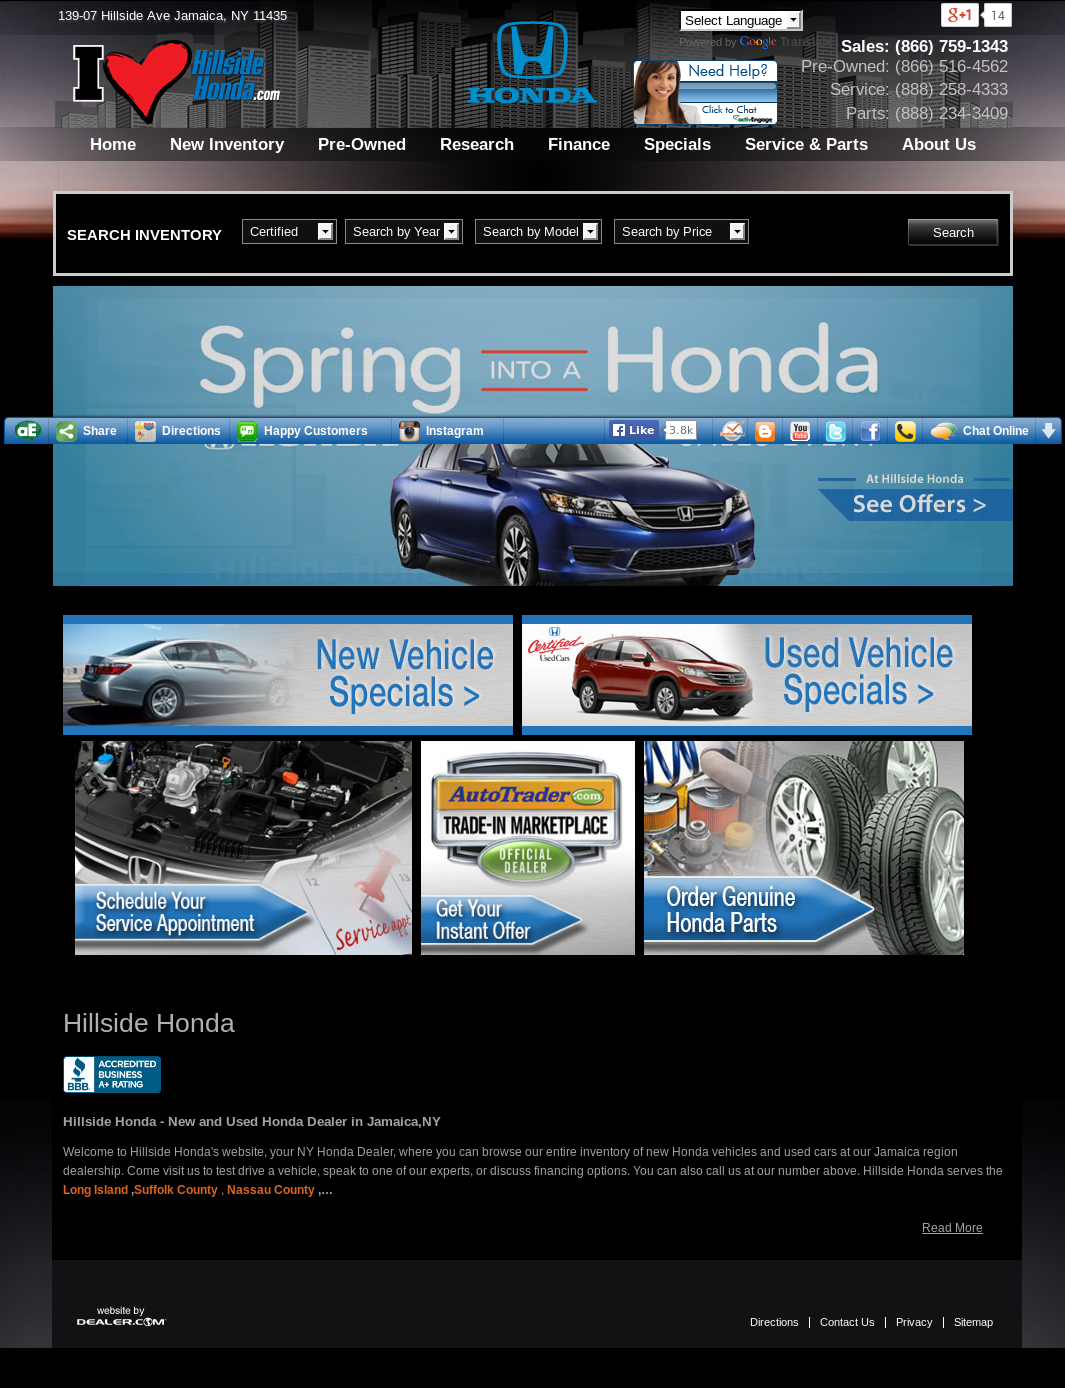 139-07 Hillside Ave Jamaica, NY 11435
Select Language
Powered by Google
g+1 14
I Hillside
Honda.com
HONDA
Need Help?
Click to Chat
activEngage
Sales: (866) 759-1343
Pre-Owned: (866) 516-4562
Service: (888) 258-4333
Parts: (888) 234-3409
Home New Inventory Pre-Owned Research Finance Specials Service & Parts About Us
SEARCH INVENTORY Certified Search by Year Search by Model Search by Price Search
Spring INTO A Honda
aE Share Directions Happy Customers Instagram Like 3.8k You Tube Chat Online
At Hillside Honda
See Offers >
New Vehicle
Specials >
Certified
Used Cars
Used Vehicle
Specials >
12 13
Schedule Your
Service Appointment
Service appt.
AutoTrader.com
TRADE-IN MARKETPLACE
OFFICIAL
DEALER
Get Your
Instant Offer
Order Genuine
Honda Parts
Hillside Honda
BBB. ACCREDITED
BUSINESS
A+ RATING
Hillside Honda - New and Used Honda Dealer in Jamaica,NY
Welcome to Hillside Honda's website, your NY Honda Dealer, where you can browse our entire inventory of new Honda vehicles and used cars at our Jamaica region
dealership. Come visit us to test drive a vehicle, speak to one of our experts, or discuss financing options. You can also call us at our number above. Hillside Honda serves the
Long Island ,Suffolk County , Nassau County ,...
Read More
website by
DEALER.COM
Directions | Contact Us | Privacy | Sitemap